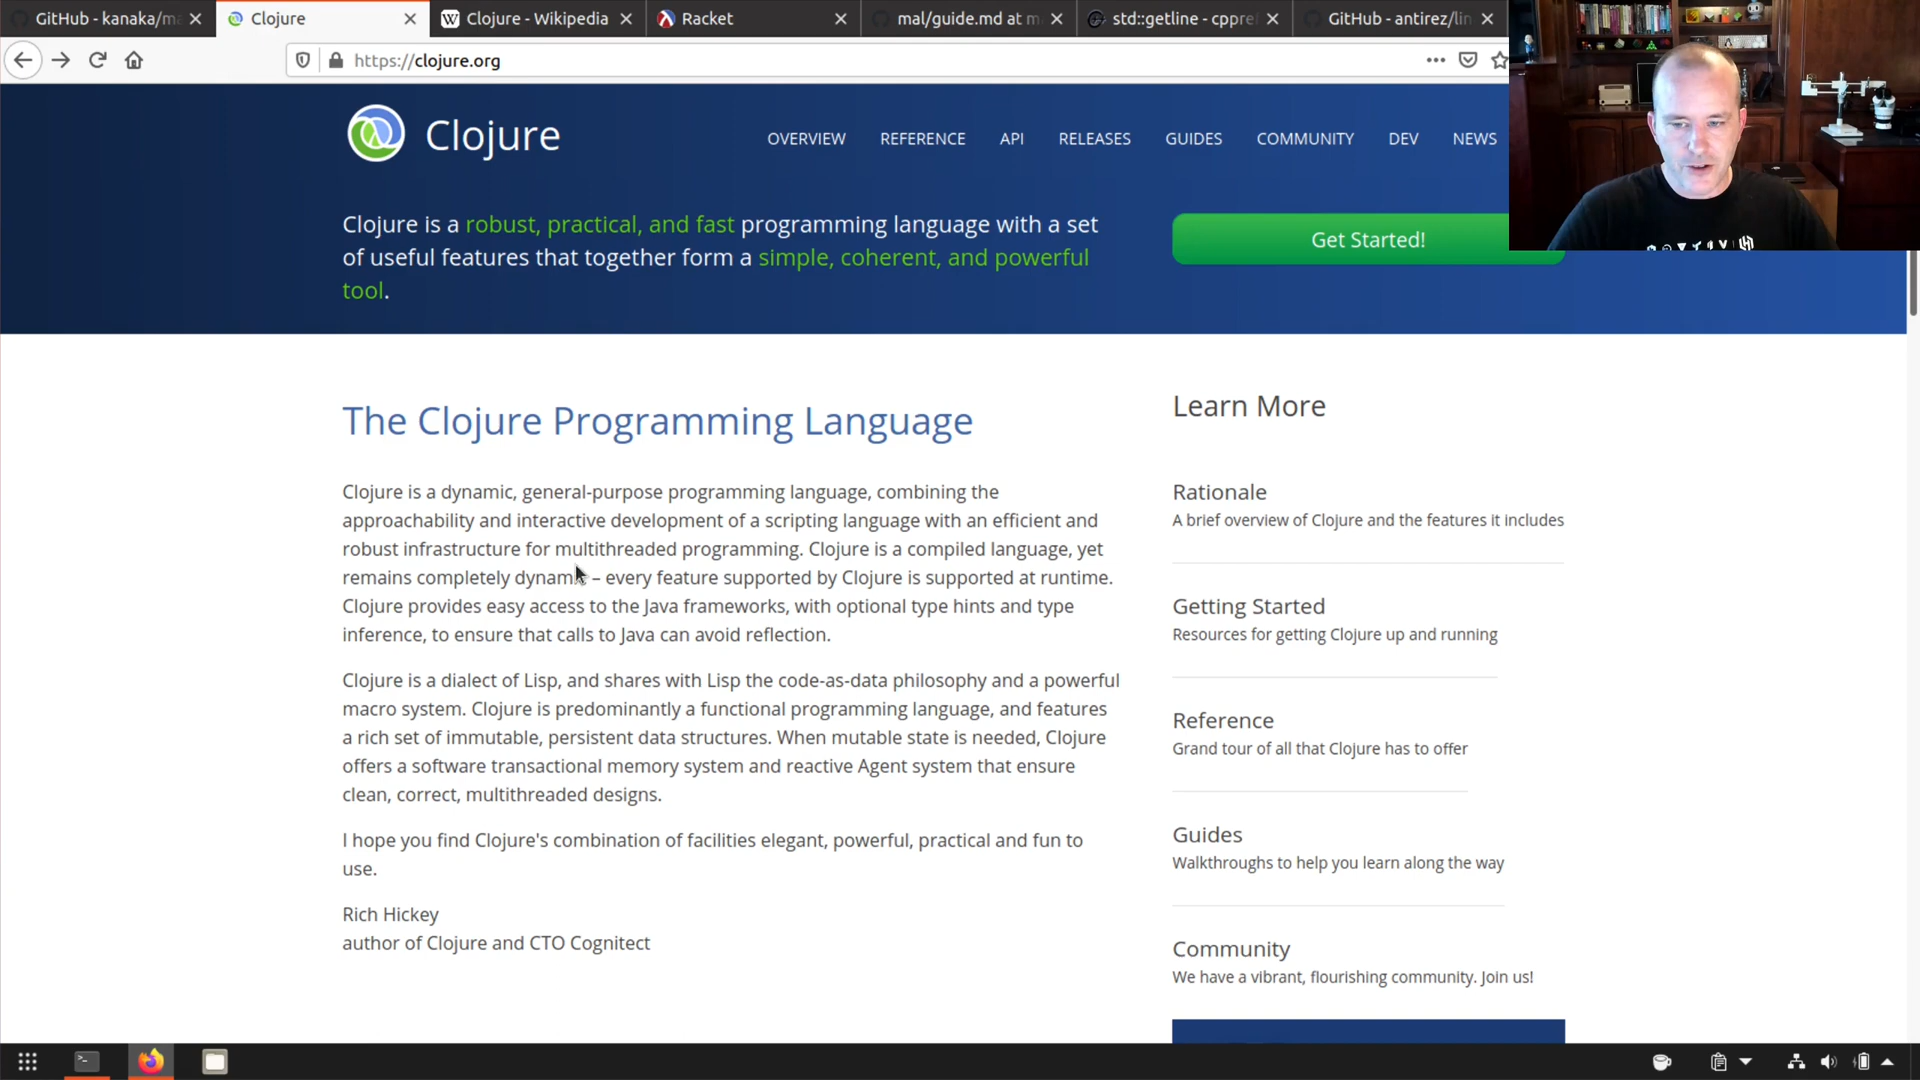 GitHub - kanaka/ma
Clojure
Clojure - Wikipedia
Racket
mal/guide.md at m
std::getline - cppre
GitHub - antirez/lin
https://clojure.org
Clojure
OVERVIEW
REFERENCE
API
RELEASES
GUIDES
COMMUNITY
DEV
NEWS
Clojure is a robust, practical, and fast programming language with a set
of useful features that together form a simple, coherent, and powerful
tool.
Get Started!
The Clojure Programming Language
Clojure is a dynamic, general-purpose programming language, combining the
approachability and interactive development of a scripting language with an efficient and
robust infrastructure for multithreaded programming. Clojure is a compiled language, yet
remains completely dynamic – every feature supported by Clojure is supported at runtime.
Clojure provides easy access to the Java frameworks, with optional type hints and type
inference, to ensure that calls to Java can avoid reflection.
Clojure is a dialect of Lisp, and shares with Lisp the code-as-data philosophy and a powerful
macro system. Clojure is predominantly a functional programming language, and features
a rich set of immutable, persistent data structures. When mutable state is needed, Clojure
offers a software transactional memory system and reactive Agent system that ensure
clean, correct, multithreaded designs.
I hope you find Clojure's combination of facilities elegant, powerful, practical and fun to
use.
Rich Hickey
author of Clojure and CTO Cognitect
Learn More
Rationale
A brief overview of Clojure and the features it includes
Getting Started
Resources for getting Clojure up and running
Reference
Grand tour of all that Clojure has to offer
Guides
Walkthroughs to help you learn along the way
Community
We have a vibrant, flourishing community. Join us!